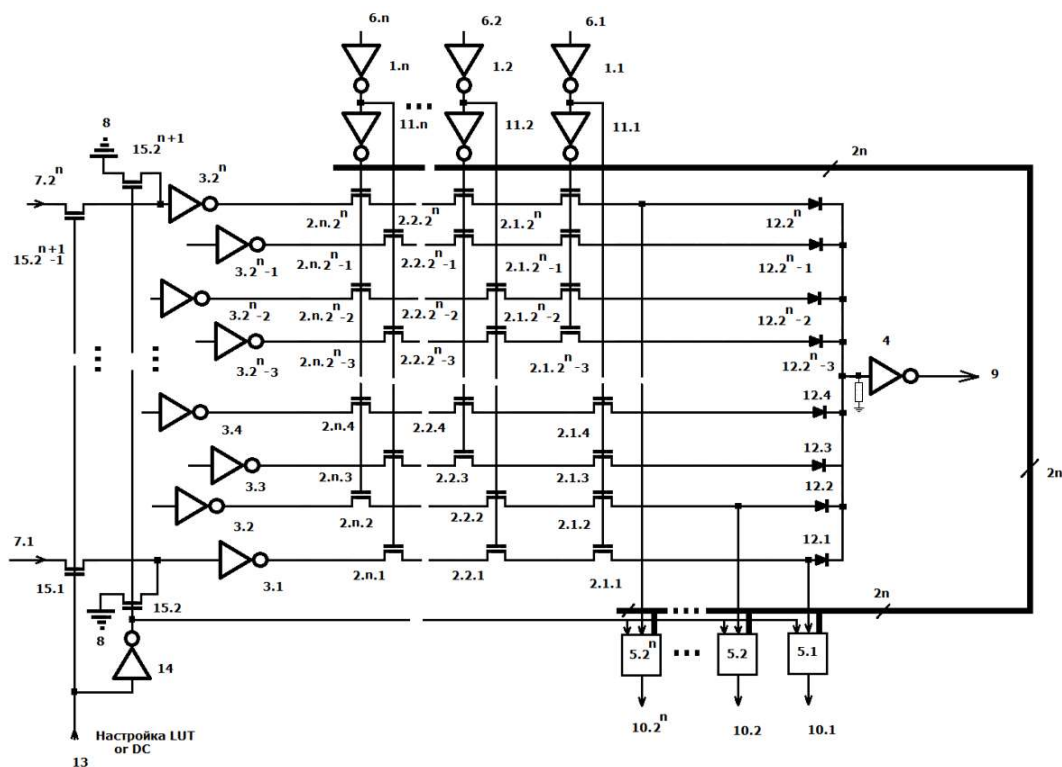 6.n 6.2 6.1
1.n 1.2 1.1
11.n 11.2 11.1
8 15.2^n+1 2n
7.2^n 3.2^n
2.n.2^n 2.2.2^n 2.1.2^n 12.2^n
15.2^n+1-1
3.2^n-1 2.n.2^n-1 2.2.2^n-1 2.1.2^n-1 12.2^n-1
3.2^n-2 2.n.2^n-2 2.2.2^n-2 2.1.2^n-2 12.2^n-2
4
3.2^n-3 2.n.2^n-3 2.2.2^n-3 2.1.2^n-3 12.2^n-3
9
12.4
3.4 2.n.4 2.2.4 2.1.4
12.3
3.3 2.n.3 2.2.3 2.1.3 2n
12.2
3.2 2.n.2 2.2.2 2.1.2
7.1 12.1
15.1 3.1 2.n.1 2.2.1 2.1.1
15.2 2n 2n
8
14 5.2^n 5.2 5.1
10.2^n 10.2 10.1
Настройка LUT
or DC
13